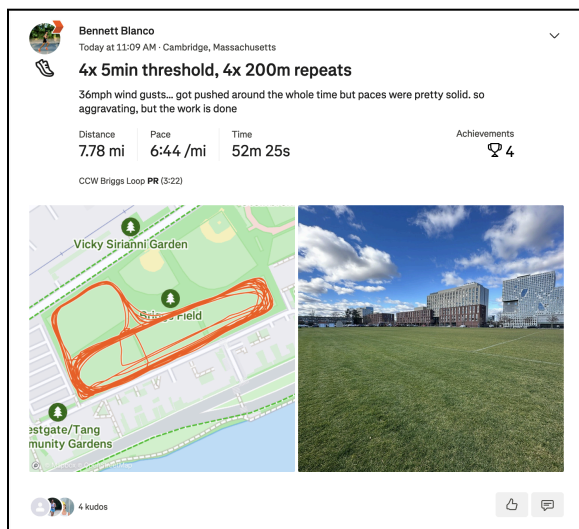 Bennett Blanco
Today at 11:09 AM · Cambridge, Massachusetts
4x 5min threshold, 4x 200m repeats
36mph wind gusts... got pushed around the whole time but paces were pretty solid. so
aggravating, but the work is done
Distance Pace Time Achievements
7.78 mi 6:44 /mi 52m 25s 4
CCW Briggs Loop PR (3:22)
Vicky Sirianni Garden
Field
estgate/Tang
munity Gardens
4 kudos